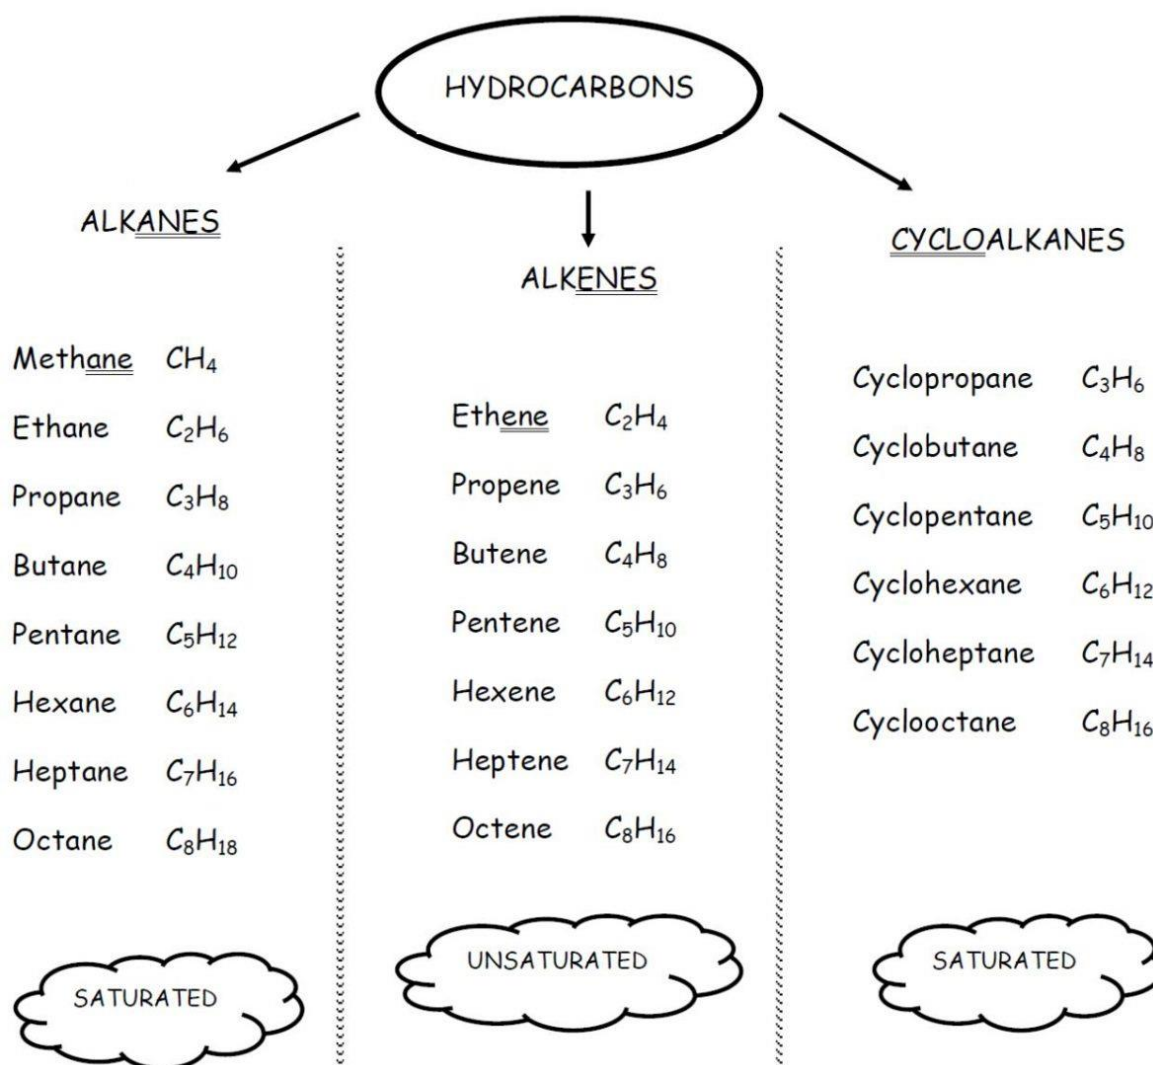 HYDROCARBONS
ALKANES
Methane CH₄
Ethane C₂H₆
Propane C₃H₈
Butane C₄H₁₀
Pentane C₅H₁₂
Hexane C₆H₁₄
Heptane C₇H₁₆
Octane C₈H₁₈
SATURATED
ALKENES
Ethene C₂H₄
Propene C₃H₆
Butene C₄H₈
Pentene C₅H₁₀
Hexene C₆H₁₂
Heptene C₇H₁₄
Octene C₈H₁₆
UNSATURATED
CYCLOALKANES
Cyclopropane C₃H₆
Cyclobutane C₄H₈
Cyclopentane C₅H₁₀
Cyclohexane C₆H₁₂
Cycloheptane C₇H₁₄
Cyclooctane C₈H₁₆
SATURATED